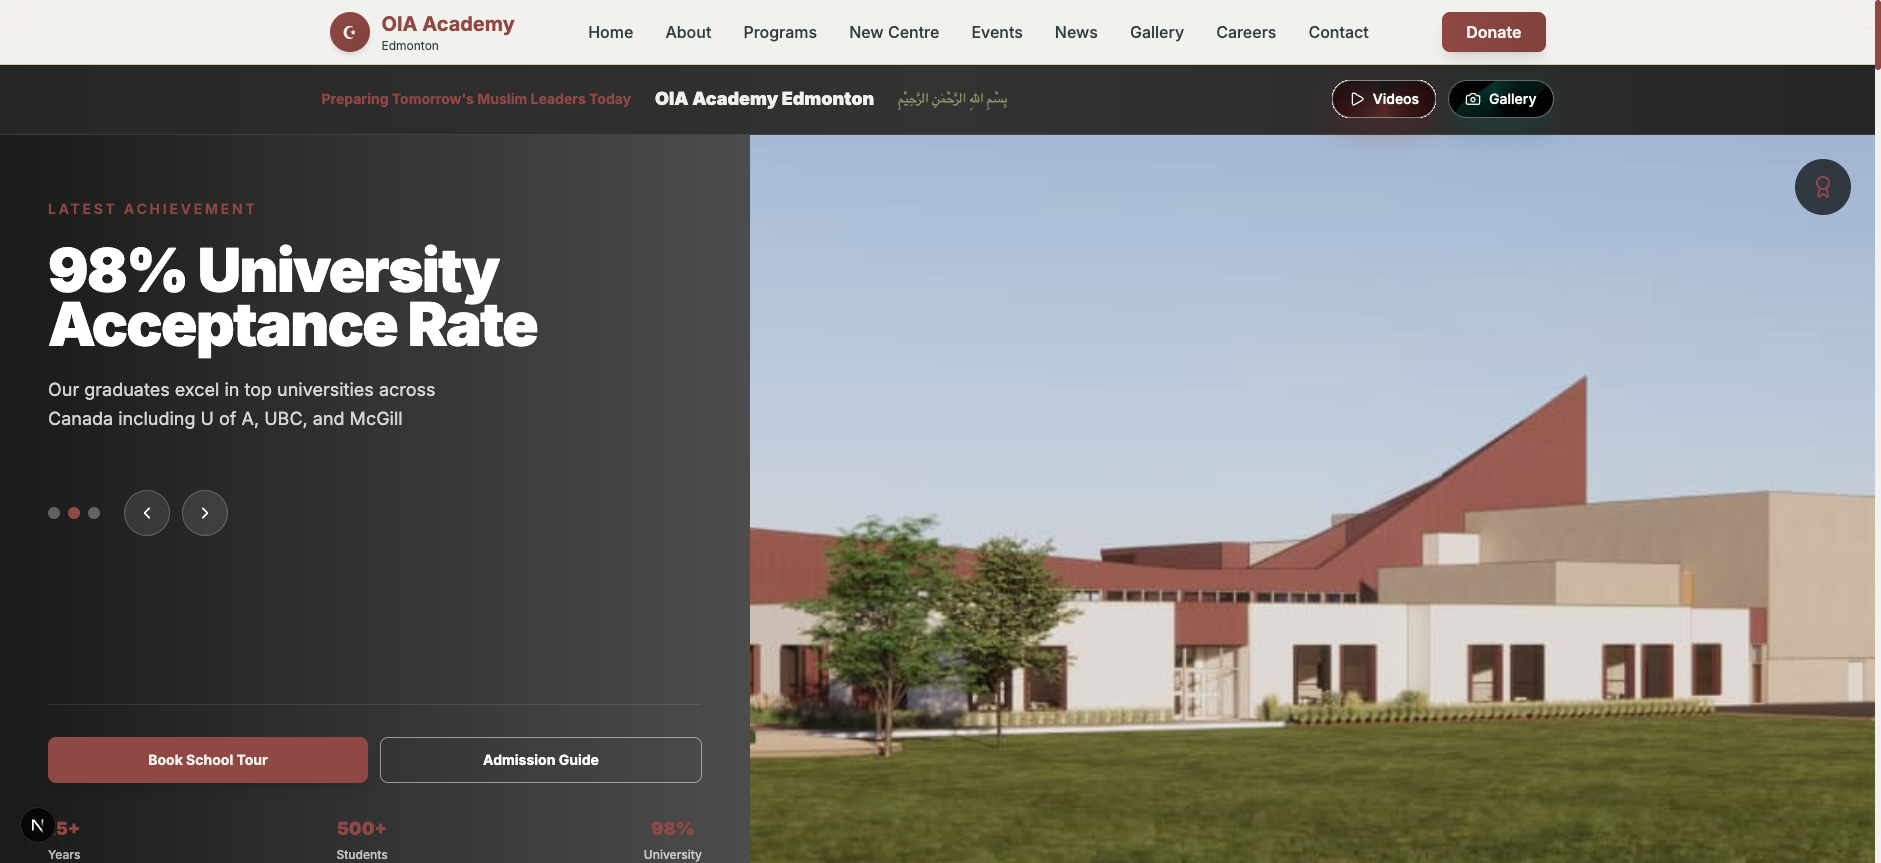 OIA Academy
Edmonton
Home
About
Programs
New Centre
Events
News
Gallery
Careers
Contact
Donate
Preparing Tomorrow's Muslim Leaders Today
OIA Academy Edmonton
بِسْمِ اللهِ الرَّحْمٰنِ الرَّحِيْمِ
Videos
Gallery
LATEST ACHIEVEMENT
98% University
Acceptance Rate
Our graduates excel in top universities across
Canada including U of A, UBC, and McGill
Book School Tour
Admission Guide
N
5+
500+
98%
Years
Students
University